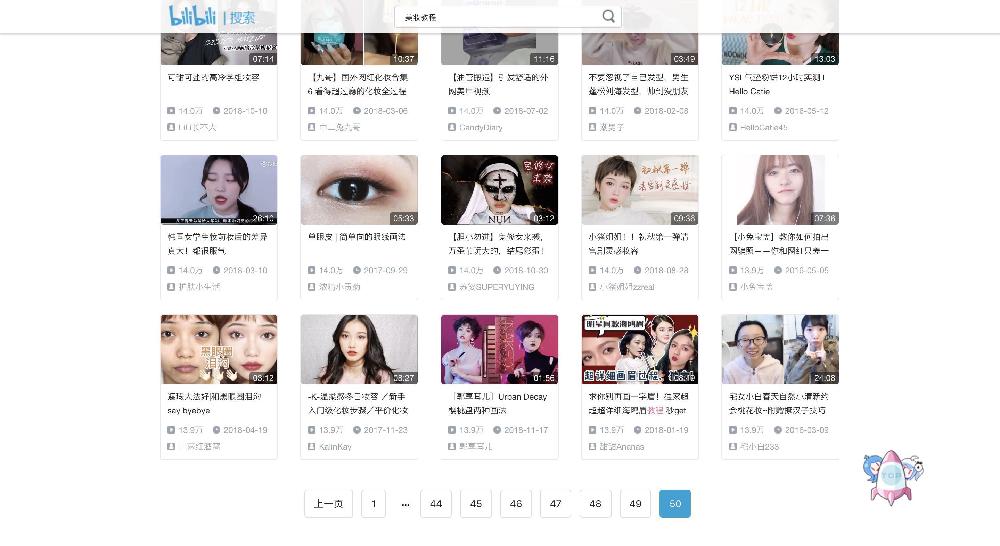 bilibili | 搜索
美妆教程
НАЙДИ ОШИБКУ
12 HR
WEAR TEST
TEMPERAMENT
SISTER MAKEUP
可盐可甜的高冷学姐妆容
GLAMGLOW
PLEASE
MOOMIN
07:14
10:37
11:16
03:49
13:03
可甜可盐的高冷学姐妆容
14.0万 2018-10-10
LiLi长不大
【九哥】国外网红化妆合集
6 看得超过瘾的化妆全过程
14.0万 2018-03-06
中二兔九哥
【油管搬运】引发舒适的外
网美甲视频
14.0万 2018-07-02
CandyDiary
不要忽视了自己发型，男生
蓬松刘海发型，帅到没朋友
14.0万 2018-02-08
潮男子
YSL气垫粉饼12小时实测 I
Hello Catie
14.0万 2016-05-12
HelloCatie45
秒拍
反正春天总是给人华彩、唰啦啦闪亮的
26:10
韩国女学生妆前妆后的差异
真大！都很服气
14.0万 2018-03-10
护肤小生活
05:33
单眼皮 | 简单向的眼线画法
14.0万 2017-09-29
浓精小贡菊
鬼修女
来袭
THE
NUN
03:12
【胆小勿进】鬼修女来袭，
万圣节玩大的，结尾彩蛋！
14.0万 2018-10-30
苏婆SUPERYUYING
初秋第一弹
清宫剧灵感妆
09:36
小猪姐姐！！初秋第一弹清
宫剧灵感妆容
14.0万 2018-08-28
小猪姐姐zzreal
07:36
【小兔宝盖】教你如何拍出
网骗照——你和网红只差一
13.9万 2016-05-05
小兔宝盖
黑眼圈
泪沟
03:12
遮瑕大法好|和黑眼圈泪沟
say byebye
13.9万 2018-04-19
二两红酒窝
08:27
-K-温柔感冬日妆容 ／新手
入门级化妆步骤／平价化妆
13.9万 2017-11-23
KalinKay
NAKED
01:56
［郭享耳儿］Urban Decay
樱桃盘两种画法
13.9万 2018-11-17
郭享耳儿
明星同款海鸥眉
超详细画眉过程，独家!
08:49
求你别再画一字眉！独家超
超超详细海鸥眉教程 秒get
13.9万 2018-01-19
甜甜Ananas
24:08
宅女小白春天自然小清新约
会桃花妆~附赠撩汉子技巧
13.9万 2016-03-09
宅小白233
TOP
上一页 1 ... 44 45 46 47 48 49 50